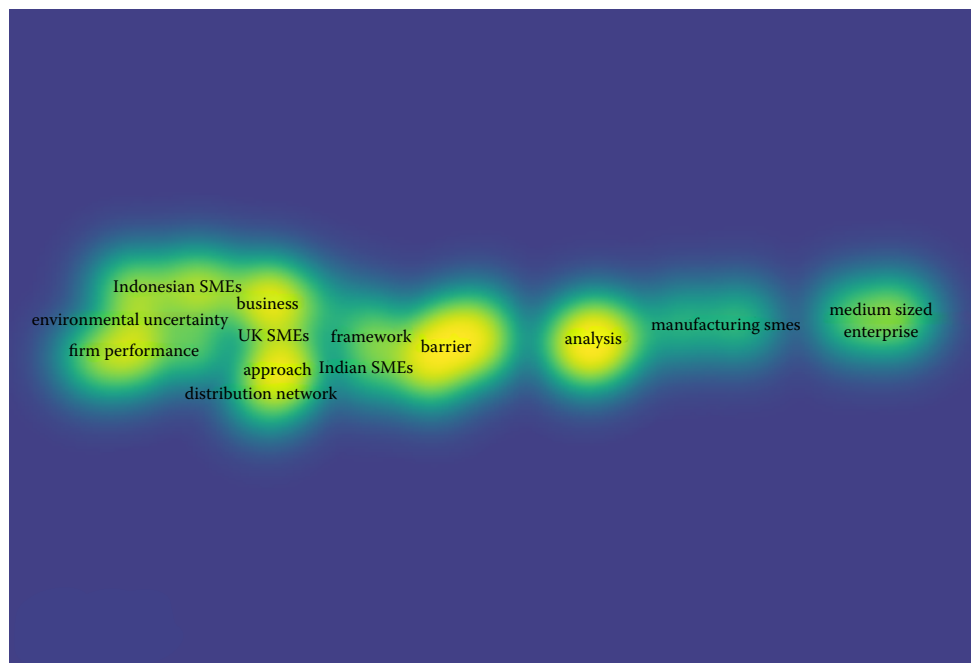 Indonesian SMEs
business
environmental uncertainty
UK SMEs
firm performance
framework
barrier
approach
Indian SMEs
distribution network
analysis
manufacturing smes
medium sized
enterprise